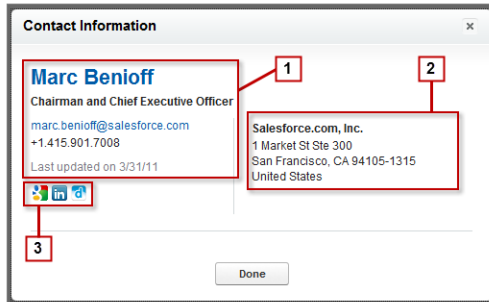 Contact Information
×
Marc Benioff
1
2
Chairman and Chief Executive Officer
marc.benioff@salesforce.com
+1.415.901.7008
Last updated on 3/31/11
Salesforce.com, Inc.
1 Market St Ste 300
San Francisco, CA 94105-1315
United States
in
3
Done